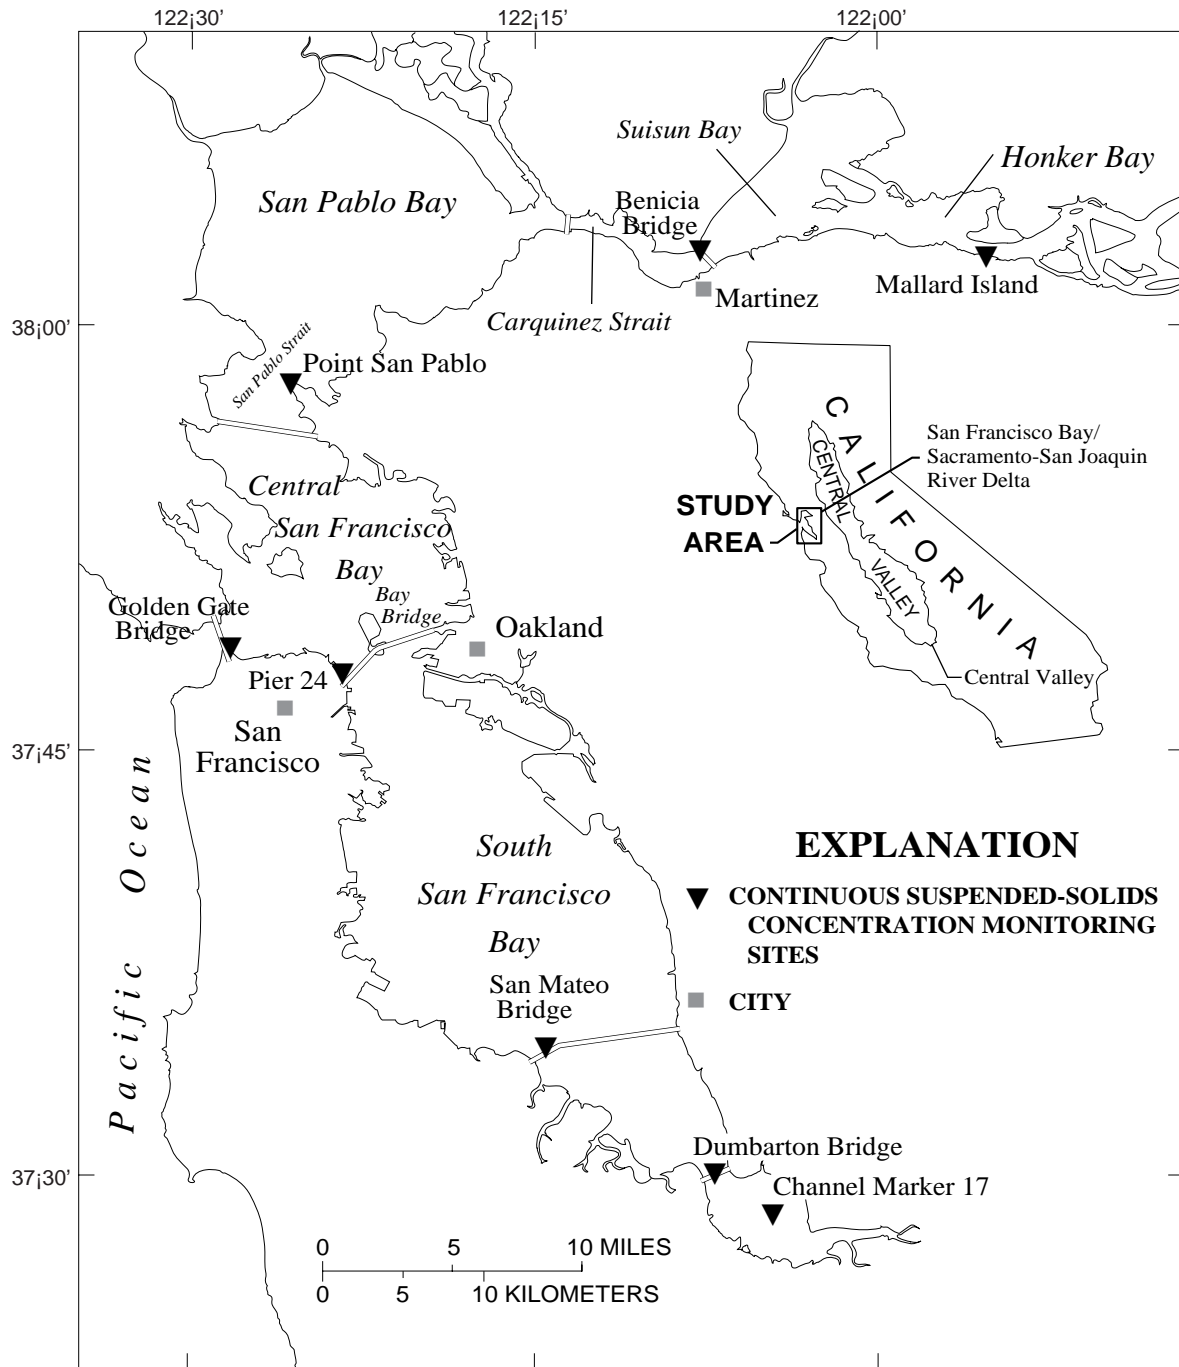 122¡30' 122¡15' 122¡00'
Suisun Bay
Honker Bay
San Pablo Bay
Benicia
Bridge
Mallard Island
Martinez
Carquinez Strait
38¡00'
San Pablo Strait
Point San Pablo
CALIFORNIA
CENTRAL
VALLEY
San Francisco Bay/
Sacramento-San Joaquin
River Delta
STUDY
AREA
Central Valley
Central
San Francisco
Bay
Bay
Bridge
Golden Gate
Bridge
Oakland
Pier 24
San
Francisco
37¡45'
Pacific Ocean
South
San Francisco
Bay
EXPLANATION
CONTINUOUS SUSPENDED-SOLIDS
CONCENTRATION MONITORING
SITES
CITY
San Mateo
Bridge
Dumbarton Bridge
37¡30'
Channel Marker 17
0 5 10 MILES
0 5 10 KILOMETERS